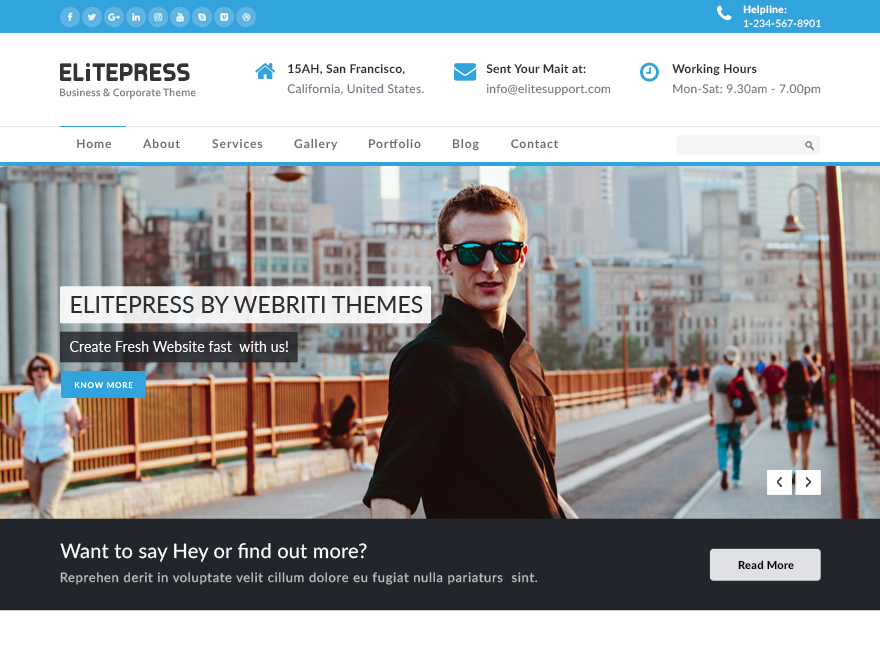 Helpline:
1-234-567-8901
ELiTEPRESS
Business & Corporate Theme
15AH, San Francisco,
California, United States.
Sent Your Mait at:
info@elitesupport.com
Working Hours
Mon-Sat: 9.30am - 7.00pm
Home About Services Gallery Portfolio Blog Contact
ELITEPRESS BY WEBRITI THEMES
Create Fresh Website fast  with us!
KNOW MORE
Want to say Hey or find out more?
Reprehen derit in voluptate velit cillum dolore eu fugiat nulla pariaturs  sint.
Read More